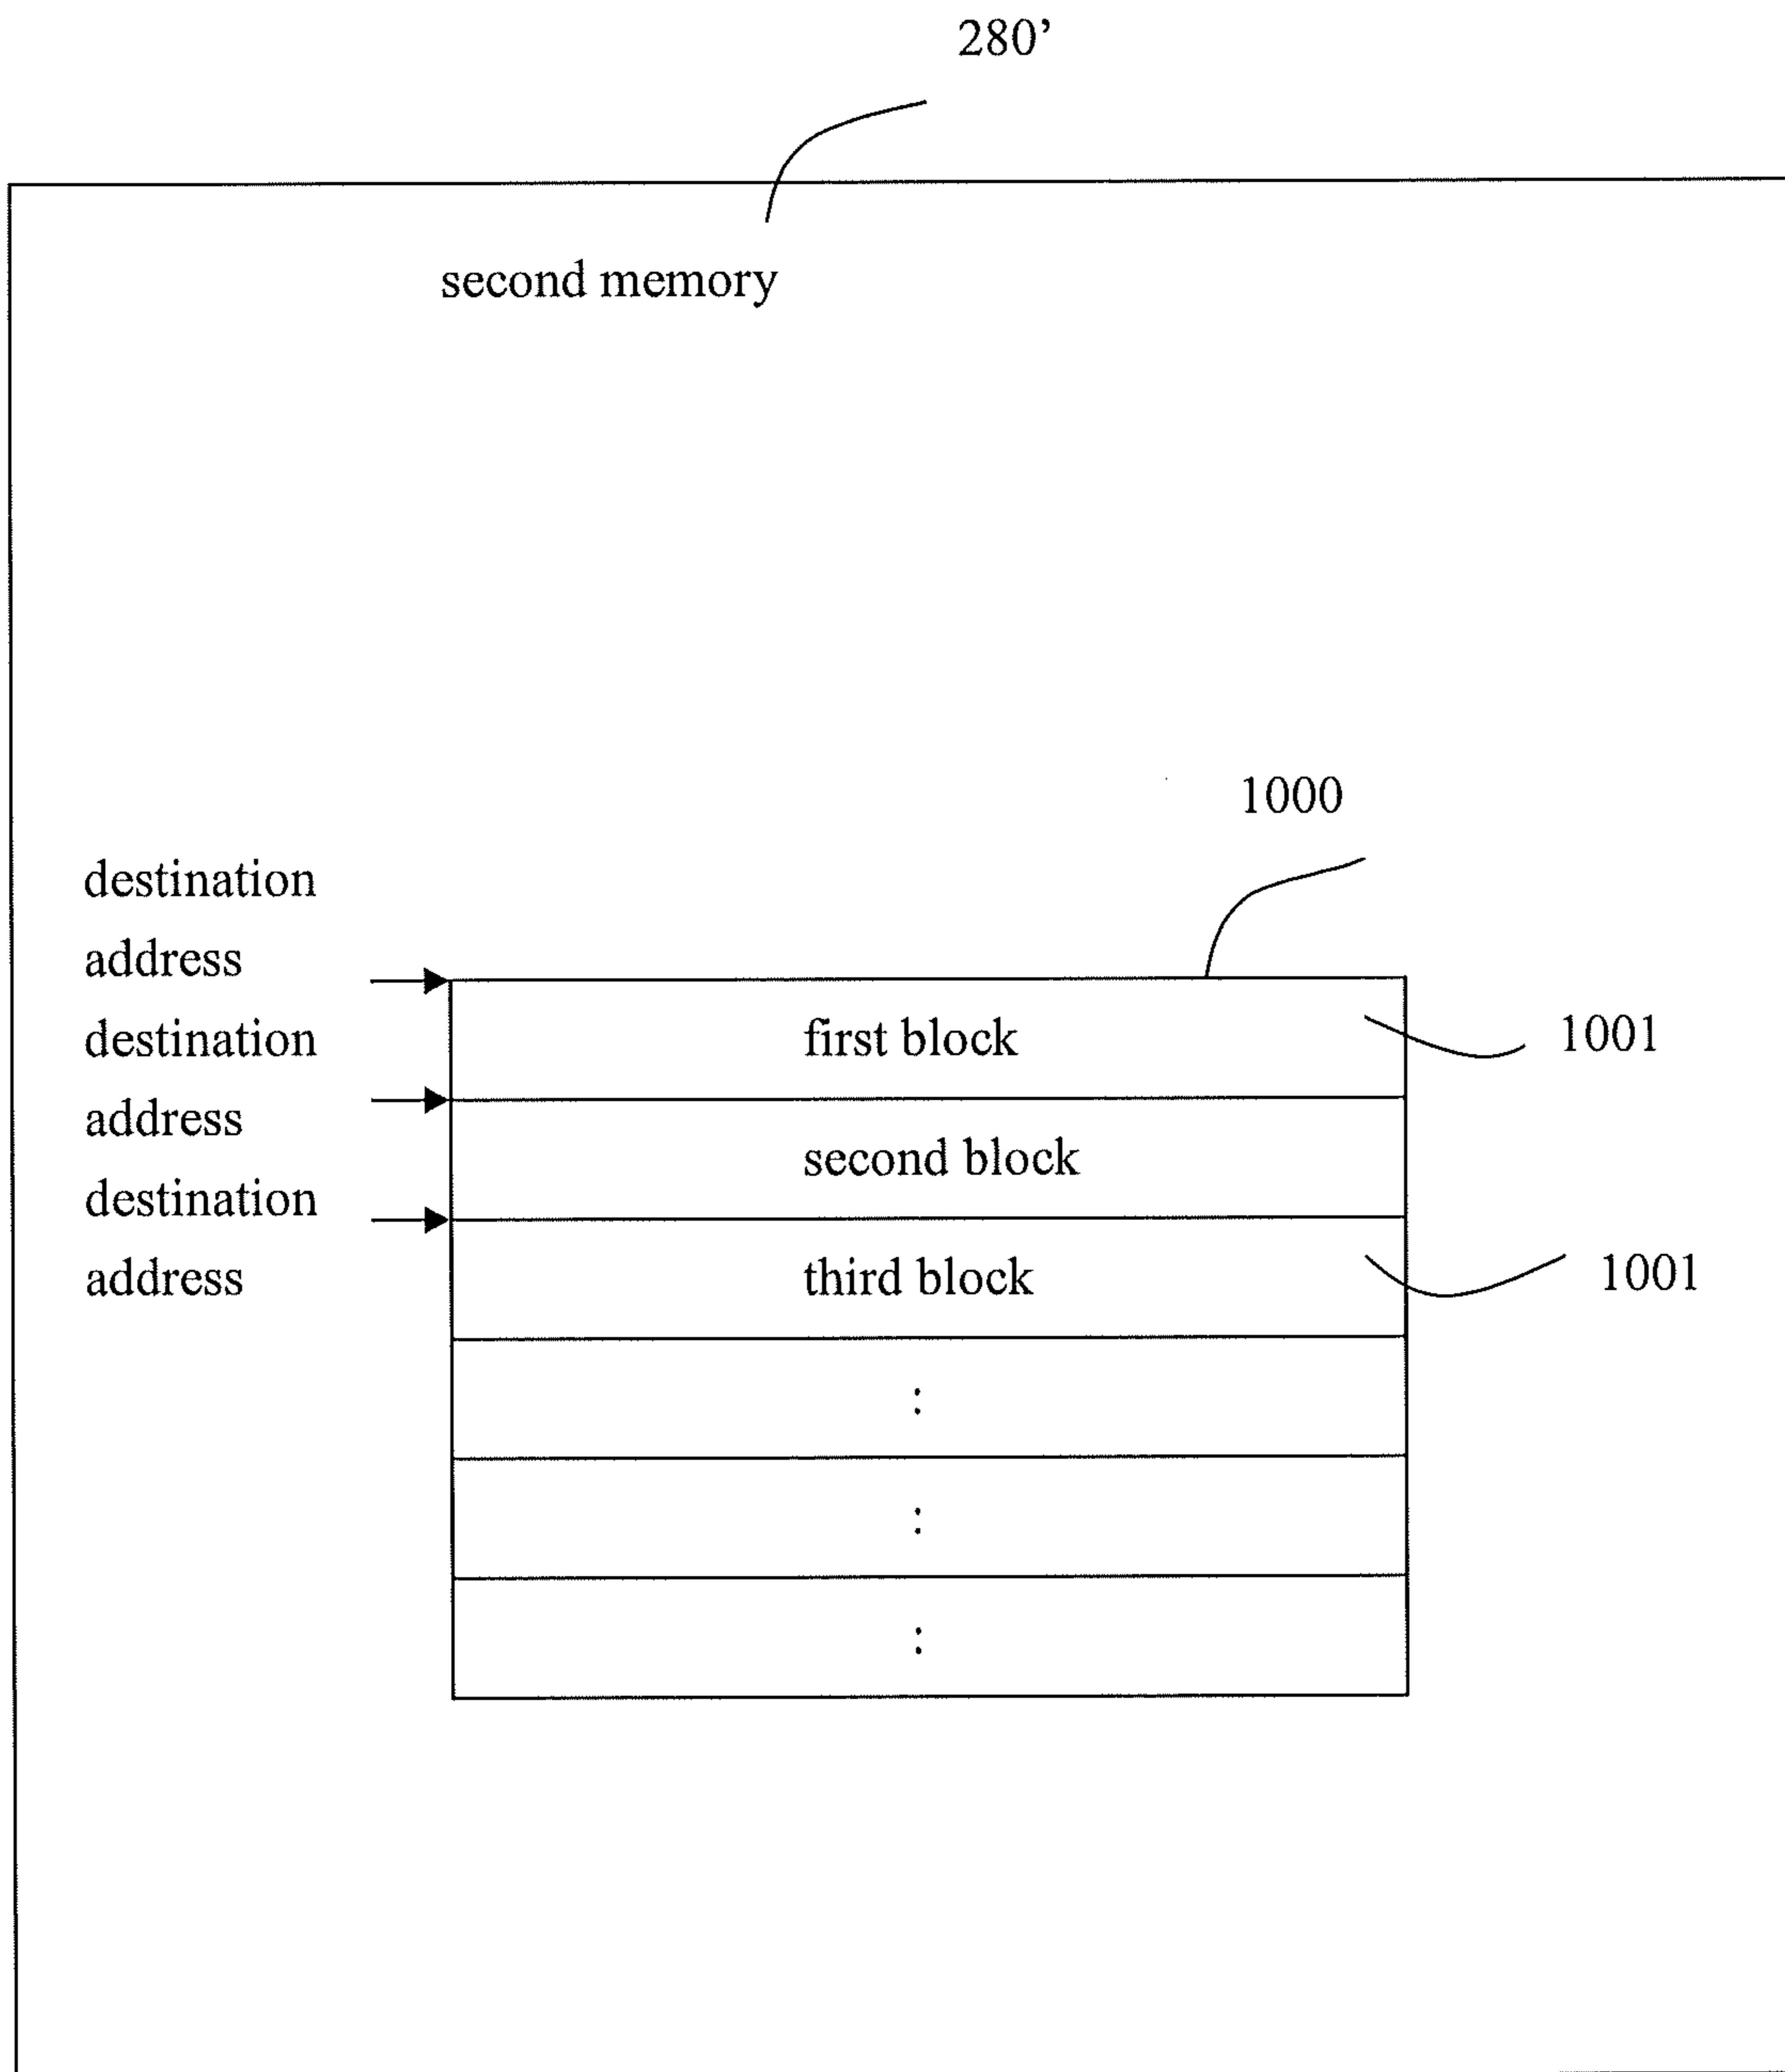 280’
second memory
1000
destination
address
destination
address
destination
address
first block
1001
second block
third block
1001
:
:
: